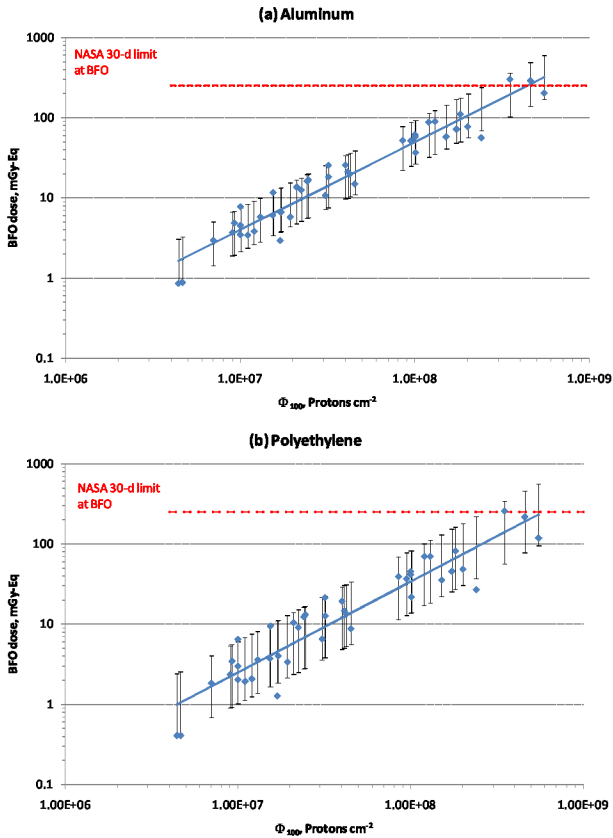 (a) Aluminum
1000
NASA 30-d limit
at BFO
100
BFO dose, mGy-Eq
10
1
0.1
1.0E+06 1.0E+07 1.0E+08 1.0E+09
Φ100, Protons cm-2
(b) Polyethylene
1000
NASA 30-d limit
at BFO
100
BFO dose, mGy-Eq
10
1
0.1
1.00E+06 1.00E+07 1.00E+08 1.00E+09
Φ100, Protons cm-2